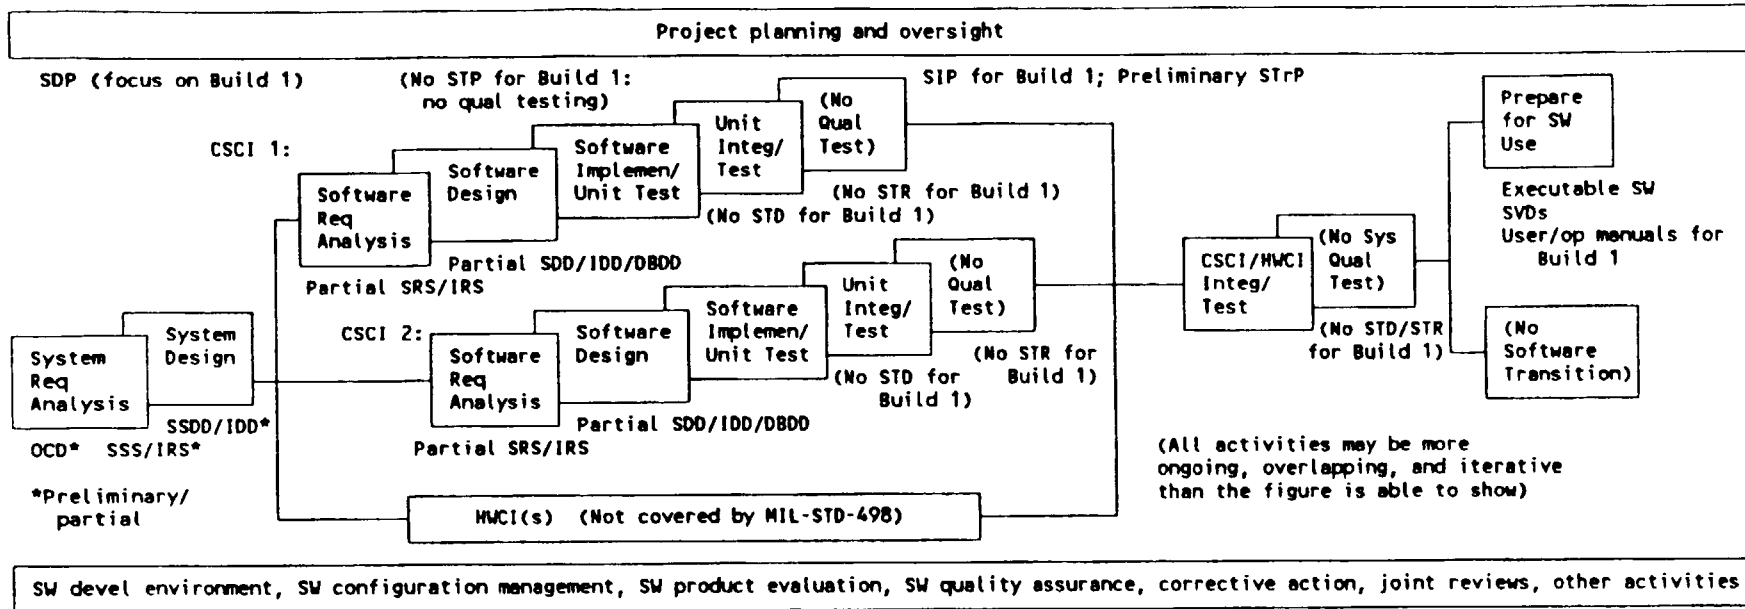 Project planning and oversight
SDP (focus on Build 1)
(No STP for Build 1:
no qual testing)
SIP for Build 1; Preliminary STrP
CSCI 1:
Software
Req
Analysis
Software
Design
Software
Implemen/
Unit Test
Unit
Integ/
Test
(No
Qual
Test)
(No STR for Build 1)
(No STD for Build 1)
Partial SDD/IDD/DBDD
Partial SRS/IRS
CSCI 2:
Software
Req
Analysis
Software
Design
Software
Implemen/
Unit Test
Unit
Integ/
Test
(No
Qual
Test)
(No STR for
Build 1)
(No STD for
Build 1)
Partial SDD/IDD/DBDD
Partial SRS/IRS
System
Req
Analysis
System
Design
SSDD/IDD*
OCD* SSS/IRS*
*Preliminary/
partial
HWCI(s) (Not covered by MIL-STD-498)
CSCI/HWCI
Integ/
Test
(No Sys
Qual
Test)
(No STD/STR
for Build 1)
Prepare
for SW
Use
Executable SW
SVDs
User/op manuals for
Build 1
(No
Software
Transition)
(All activities may be more
ongoing, overlapping, and iterative
than the figure is able to show)
SW devel environment, SW configuration management, SW product evaluation, SW quality assurance, corrective action, joint reviews, other activities